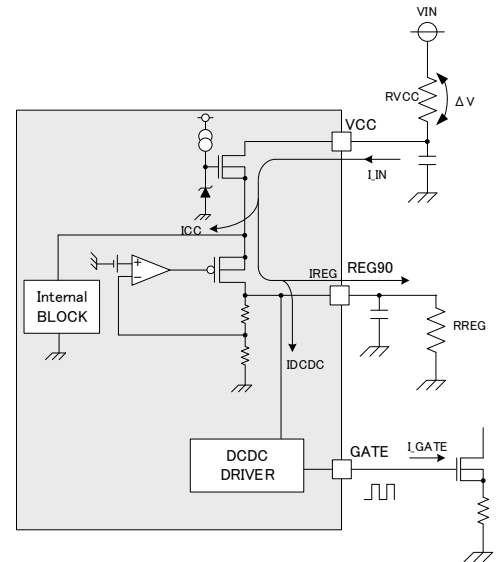 VIN
RVCC
ΔV
VCC
I_IN
ICC
+
−
IREG
REG90
Internal
BLOCK
RREG
IDCDC
DCDC
DRIVER
GATE
I_GATE